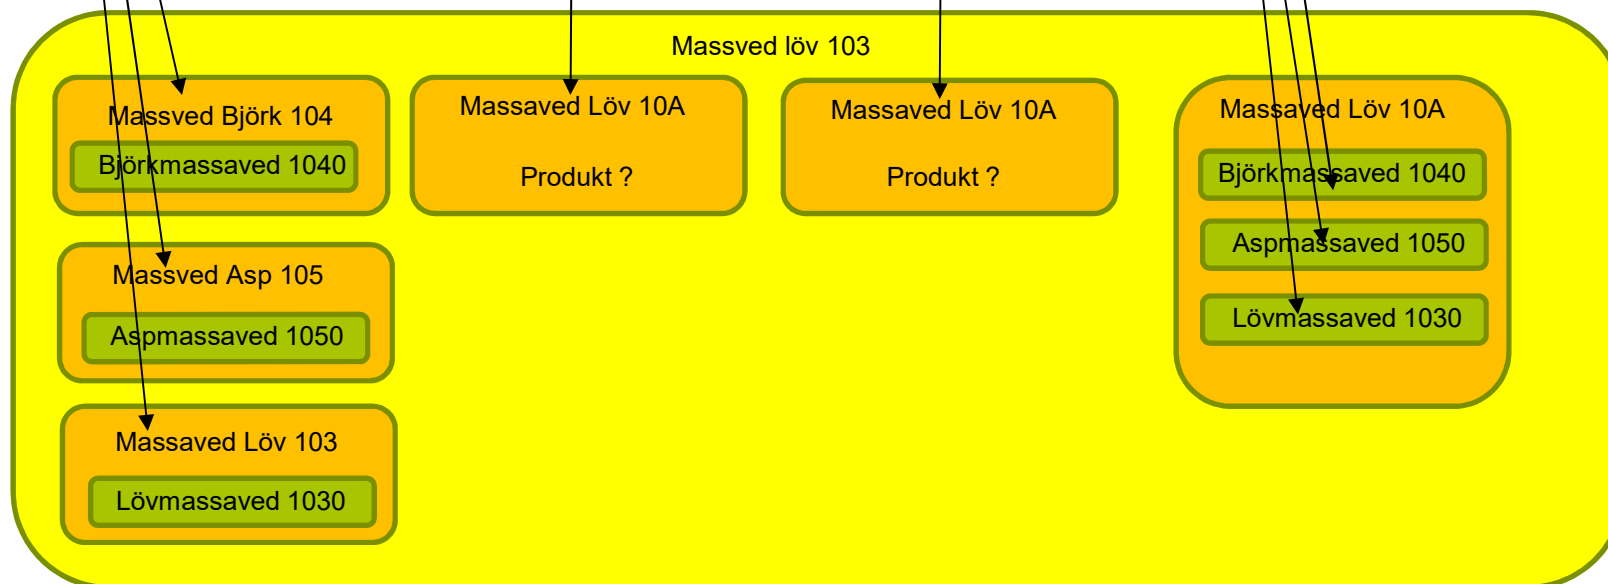 Massved löv 103
Massved Björk 104
Björkmassaved 1040
Massved Asp 105
Aspmassaved 1050
Massaved Löv 103
Lövmassaved 1030
Massaved Löv 10A
Produkt ?
Massaved Löv 10A
Produkt ?
Massaved Löv 10A
Björkmassaved 1040
Aspmassaved 1050
Lövmassaved 1030